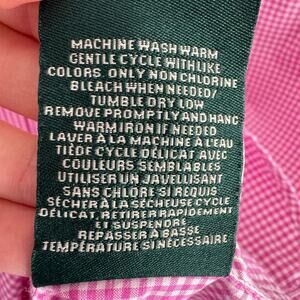 MACHINE WASH WARM
GENTLE CYCLE WITH LIKE
COLORS. ONLY NON CHLORINE
BLEACH WHEN NEEDED/
TUMBLE DRY LOW
REMOVE PROMPTLY AND HANG
WARM IRON IF NEEDED
LAVER À LA MACHINE À L'EAU
TIÈDE CYCLE DÉLICAT AVEC
COULEURS SEMBLABLES
UTILISER UN JAVELLISANT
SANS CHLORE SI REQUIS
SÉCHER À LA SÉCHEUSE CYCLE
DÉLICAT, RETIRER RAPIDEMENT
ET SUSPENDRE
REPASSER À BASSE
TEMPÉRATURE SI NÉCESSAIRE